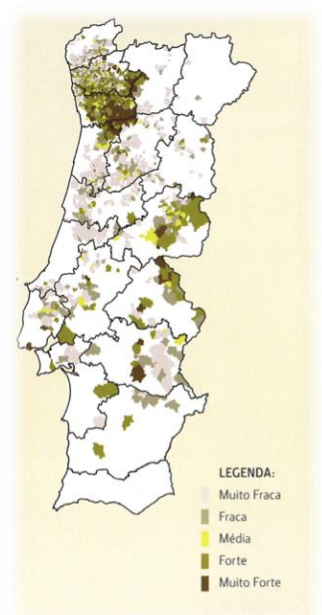 LEGENDA:
Muito Fraca
Fraca
Média
Forte
Muito Forte